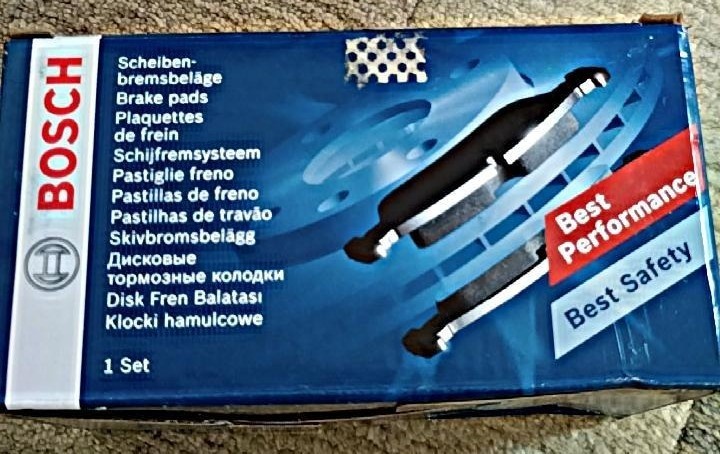 BOSCH
Scheiben-
bremsbeläge
Brake pads
Plaquettes
de frein
Schijfremsysteem
Pastiglie freno
Pastillas de freno
Pastilhas de travão
Skivbromsbelägg
Дисковые
тормозные колодки
Disk Fren Balatası
Klocki hamulcowe
1 Set
Best
Performance
Best Safety